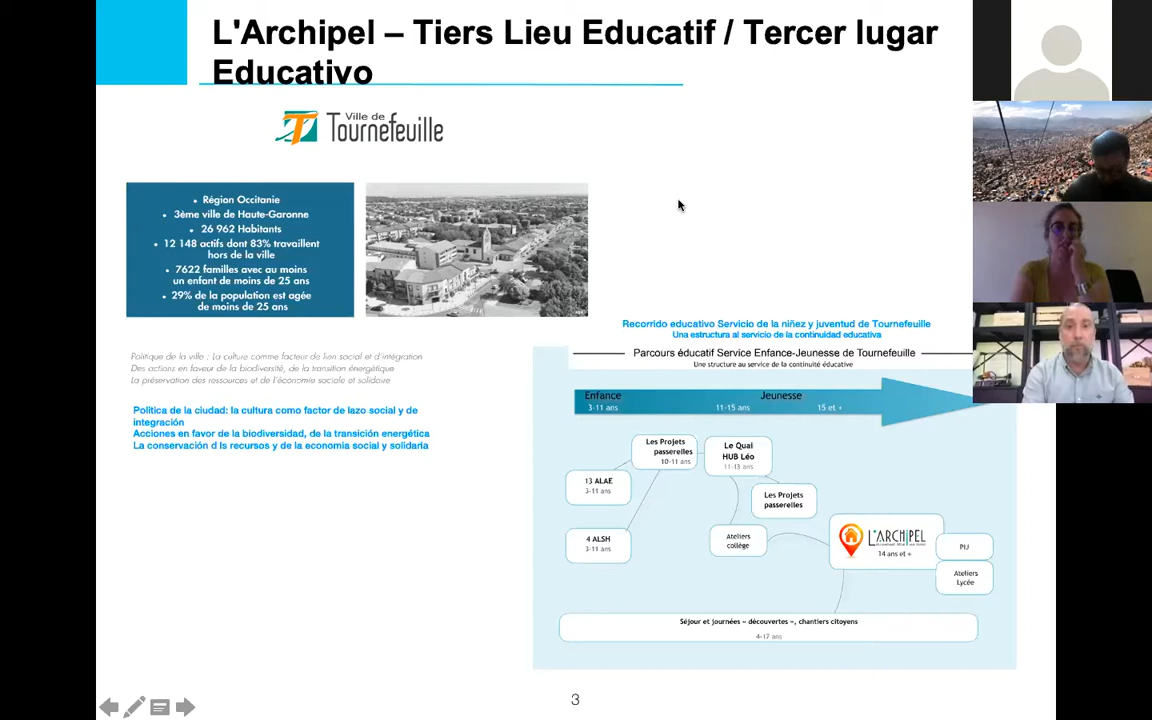 L'Archipel – Tiers Lieu Educatif / Tercer lugar
Educativo
Ville de
Tournefeuille
• Région Occitanie
• 3ème ville de Haute-Garonne
• 26 962 Habitants
• 12 148 actifs dont 83% travaillent
hors de la ville
• 7622 familles avec au moins
un enfant de moins de 25 ans
• 29% de la population est agée
de moins de 25 ans
Politique de la ville : La culture comme facteur de lien social et d'intégration
Des actions en faveur de la biodiversité, de la transition énergétique
La préservation des ressources et de l'économie sociale et solidaire
Politica de la ciudad: la cultura como factor de lazo social y de
integración
Acciones en favor de la biodiversidad, de la transición energética
La conservación d ls recursos y de la economia social y solidaria
Recorrido educativo Servicio de la niñez y juventud de Tournefeuille
Una estructura al servicio de la continuidad educativa
Parcours éducatif Service Enfance-Jeunesse de Tournefeuille
Une structure au service de la continuité éducative
Enfance
3-11 ans
Jeunesse
11-15 ans
15 et +
Les Projets
passerelles
10-11 ans
Le Quai
HUB Léo
11-13 ans
13 ALAE
3-11 ans
Les Projets
passerelles
4 ALSH
3-11 ans
Ateliers
collège
L'ARCHIPEL
14 ans et +
PIJ
Ateliers
Lycée
Séjour et journées « découvertes », chantiers citoyens
4-17 ans
3